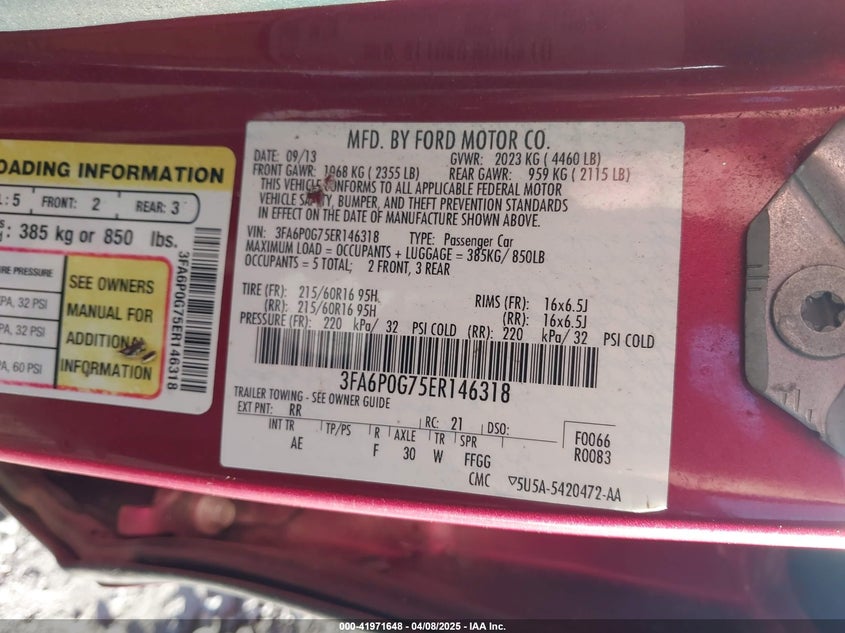 OADING INFORMATION
: 5 FRONT: 2 REAR: 3
: 385 kg or 850 lbs.
IRE PRESSURE
PA, 32 PSI
PA, 32 PSI
PA, 60 PSI
SEE OWNERS
MANUAL FOR
ADDITIONAL
INFORMATION
3FA6P0G75ER146318
MFD. BY FORD MOTOR CO.
DATE: 09/13 GVWR: 2023 KG ( 4460 LB)
FRONT GAWR: 1068 KG ( 2355 LB) REAR GAWR: 959 KG ( 2115 LB)
THIS VEHICLE CONFORMS TO ALL APPLICABLE FEDERAL MOTOR
VEHICLE SAFETY, BUMPER, AND THEFT PREVENTION STANDARDS
IN EFFECT ON THE DATE OF MANUFACTURE SHOWN ABOVE.
VIN: 3FA6P0G75ER146318 TYPE: Passenger Car
MAXIMUM LOAD = OCCUPANTS + LUGGAGE = 385KG/ 850LB
OCCUPANTS = 5 TOTAL; 2 FRONT, 3 REAR
TIRE (FR): 215/60R16 95H RIMS (FR): 16x6.5J
(RR): 215/60R16 95H (RR): 16x6.5J
PRESSURE (FR): 220 kPa/ 32 PSI COLD (RR): 220 kPa/ 32 PSI COLD
3FA6P0G75ER146318
TRAILER TOWING - SEE OWNER GUIDE
EXT PNT: RR RC: 21 DSO:
INT TR TP/PS R AXLE TR SPR F0066
AE F 30 W FFGG R0083
CMC 5U5A-5420472-AA
000-41971648 | 04/08/2025 - IAA Inc.